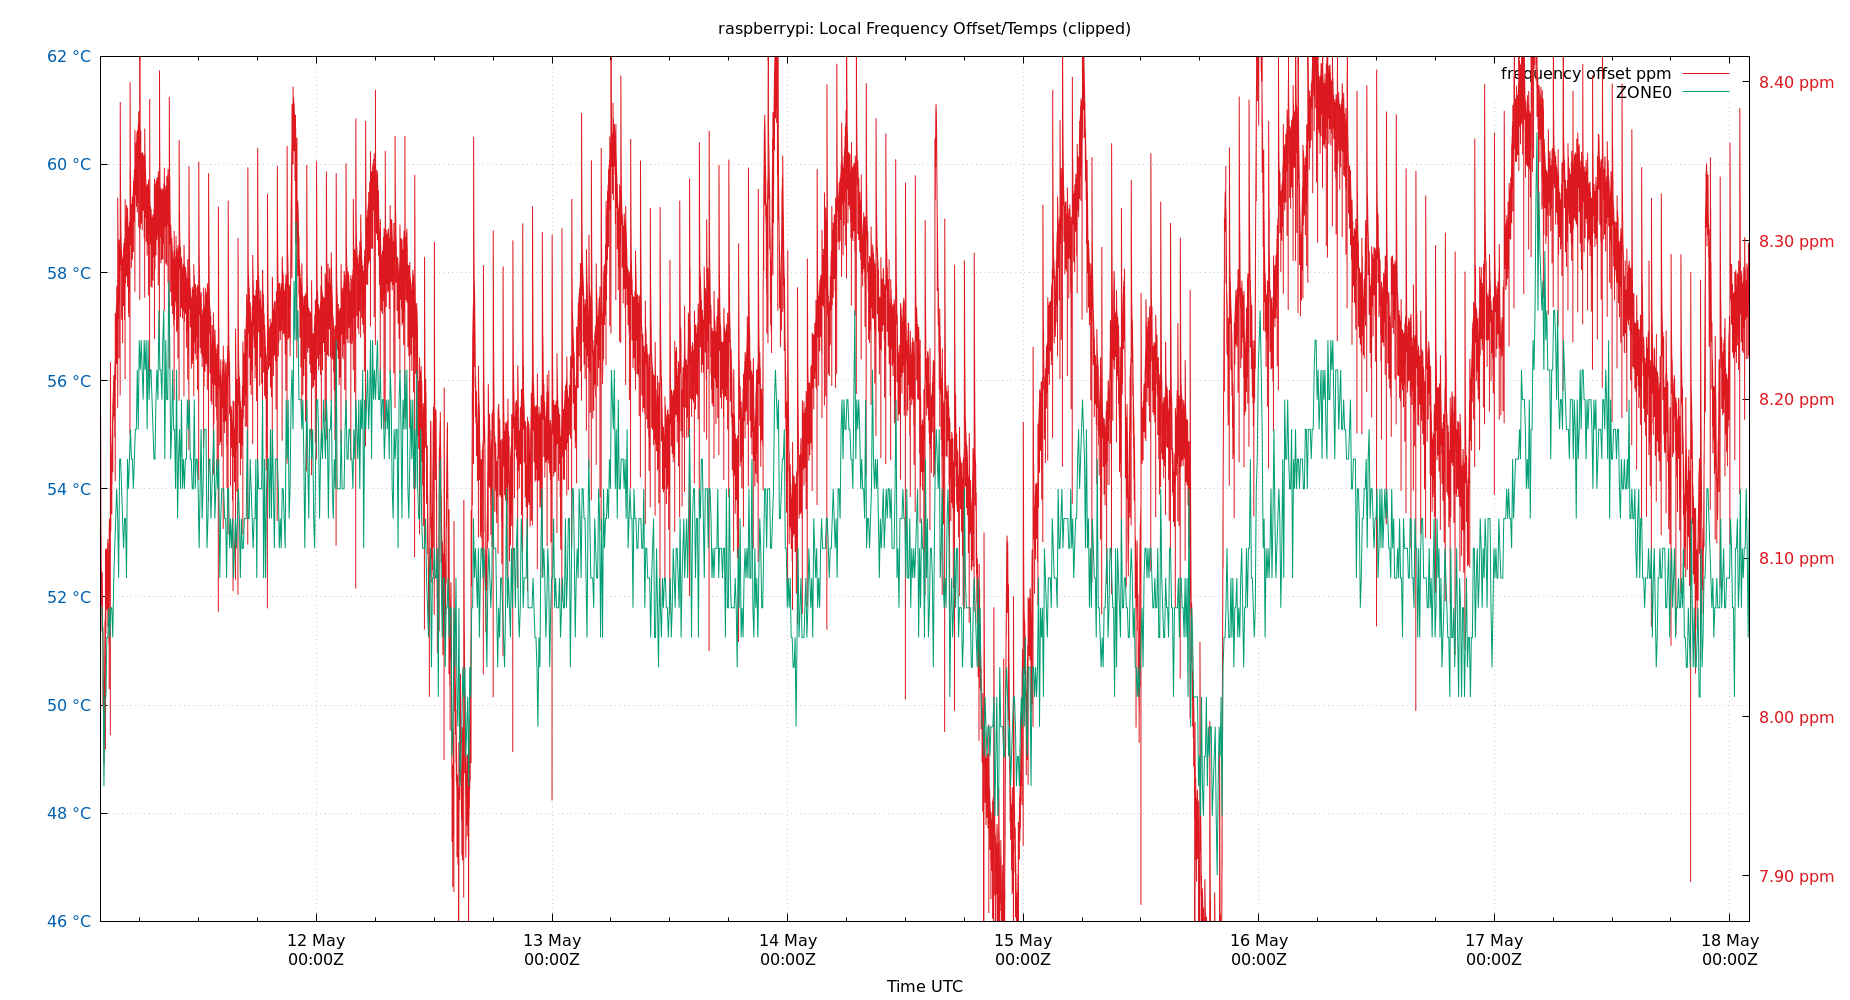 raspberrypi: Local Frequency Offset/Temps (clipped)
62 °C
60 °C
58 °C
56 °C
54 °C
52 °C
50 °C
48 °C
46 °C
frequency offset ppm
ZONE0
8.40 ppm
8.30 ppm
8.20 ppm
8.10 ppm
8.00 ppm
7.90 ppm
12 May
00:00Z
13 May
00:00Z
14 May
00:00Z
15 May
00:00Z
16 May
00:00Z
17 May
00:00Z
18 May
00:00Z
Time UTC